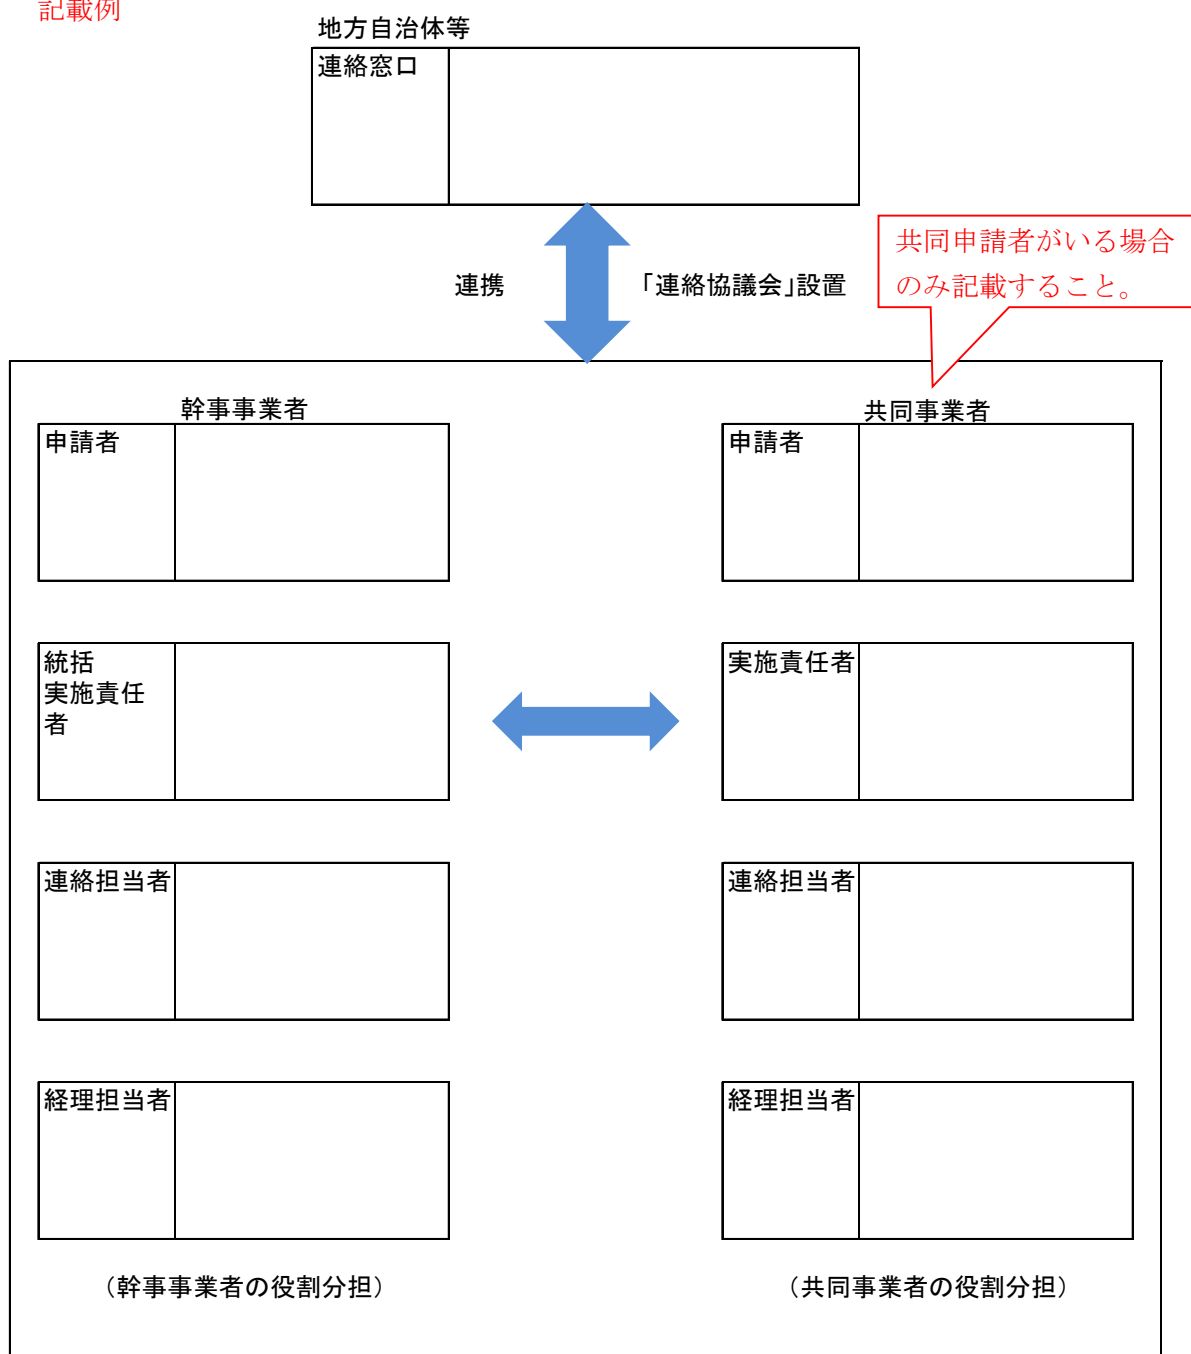 記載例
地方自治体等
連絡窓口
共同申請者がいる場合
のみ記載すること。
連携
「連絡協議会」設置
幹事事業者
共同事業者
申請者
申請者
統括
実施責任
者
実施責任者
連絡担当者
連絡担当者
経理担当者
経理担当者
（幹事事業者の役割分担）
（共同事業者の役割分担）